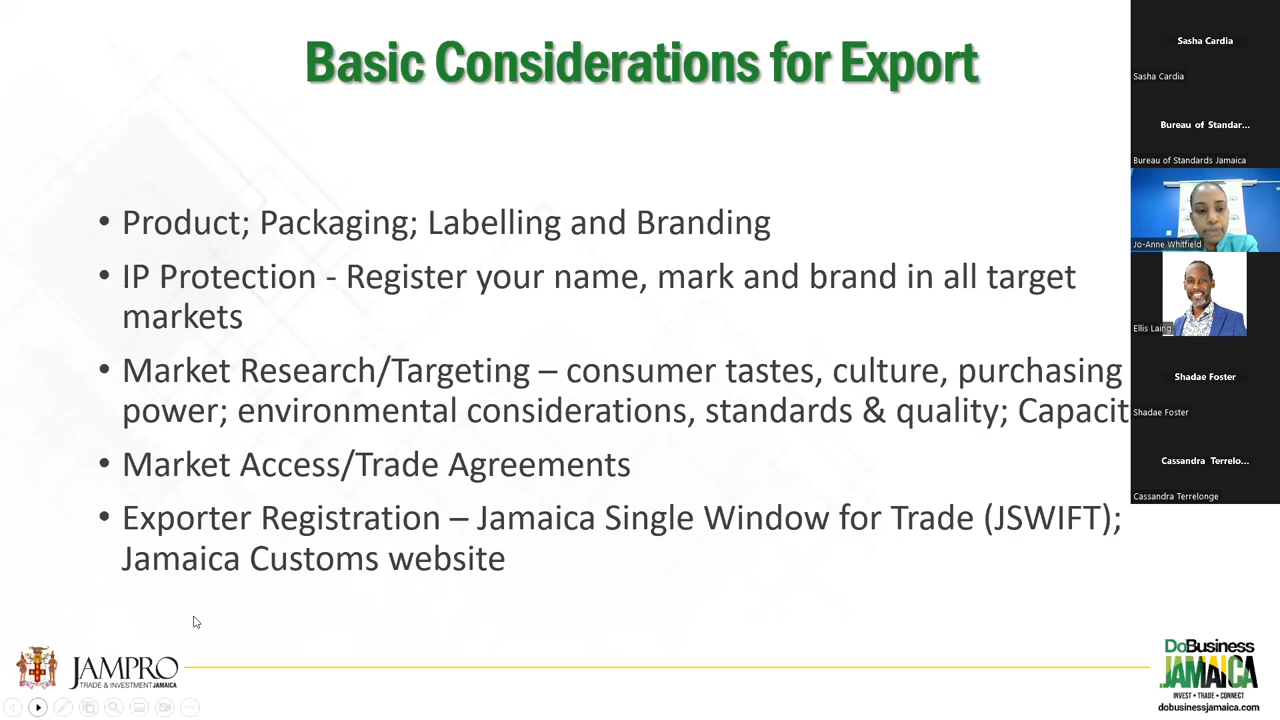 Basic Considerations for Export
• Product; Packaging; Labelling and Branding
• IP Protection - Register your name, mark and brand in all target
markets
• Market Research/Targeting – consumer tastes, culture, purchasing
power; environmental considerations, standards & quality; Capacit
• Market Access/Trade Agreements
• Exporter Registration – Jamaica Single Window for Trade (JSWIFT);
Jamaica Customs website
JAMPRO
TRADE & INVESTMENT JAMAICA
DoBusiness
JAMAICA
INVEST • TRADE • CONNECT
dobusinessjamaica.com
Sasha Cardia
Sasha Cardia
Bureau of Standar...
Bureau of Standards Jamaica
Jo-Anne Whitfield
Ellis Laing
Shadae Foster
Shadae Foster
Cassandra Terrelo...
Cassandra Terrelonge